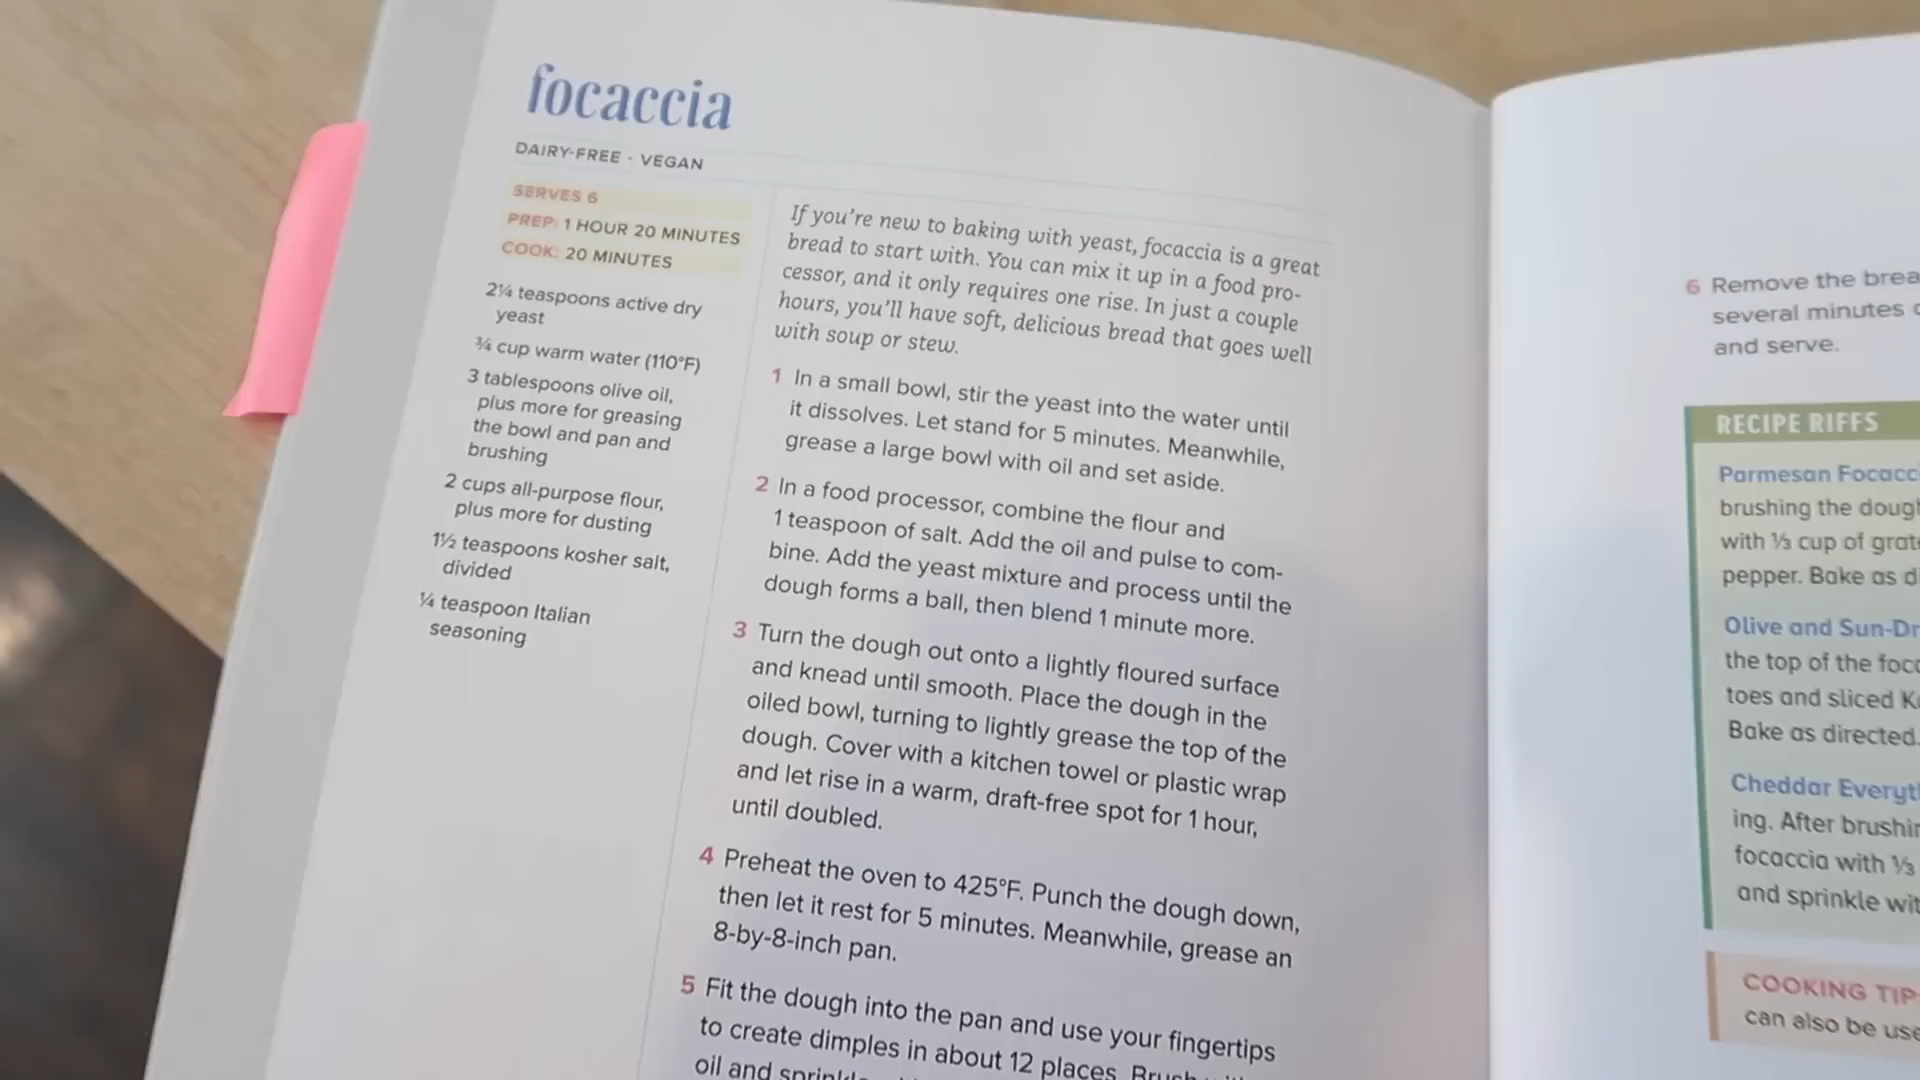 focaccia
DAIRY-FREE · VEGAN
SERVES 6
PREP: 1 HOUR 20 MINUTES
COOK: 20 MINUTES
2¼ teaspoons active dry
yeast
¾ cup warm water (110°F)
3 tablespoons olive oil,
plus more for greasing
the bowl and pan and
brushing
2 cups all-purpose flour,
plus more for dusting
1½ teaspoons kosher salt,
divided
¼ teaspoon Italian
seasoning
If you're new to baking with yeast, focaccia is a great
bread to start with. You can mix it up in a food pro-
cessor, and it only requires one rise. In just a couple
hours, you'll have soft, delicious bread that goes well
with soup or stew.
1 In a small bowl, stir the yeast into the water until
it dissolves. Let stand for 5 minutes. Meanwhile,
grease a large bowl with oil and set aside.
2 In a food processor, combine the flour and
1 teaspoon of salt. Add the oil and pulse to com-
bine. Add the yeast mixture and process until the
dough forms a ball, then blend 1 minute more.
3 Turn the dough out onto a lightly floured surface
and knead until smooth. Place the dough in the
oiled bowl, turning to lightly grease the top of the
dough. Cover with a kitchen towel or plastic wrap
and let rise in a warm, draft-free spot for 1 hour,
until doubled.
4 Preheat the oven to 425°F. Punch the dough down,
then let it rest for 5 minutes. Meanwhile, grease an
8-by-8-inch pan.
5 Fit the dough into the pan and use your fingertips
to create dimples in about 12 places. Brush
oil and
6 Remove the
several minutes
and serve.
RECIPE RIFFS
Parmesan
brushing the
with ⅓ cup of
pepper. Bake as
Olive and
the top of the
toes and sliced
Bake as directed.
Cheddar
ing. After
focaccia with ⅓
and sprinkle
COOKING TIP
can also be